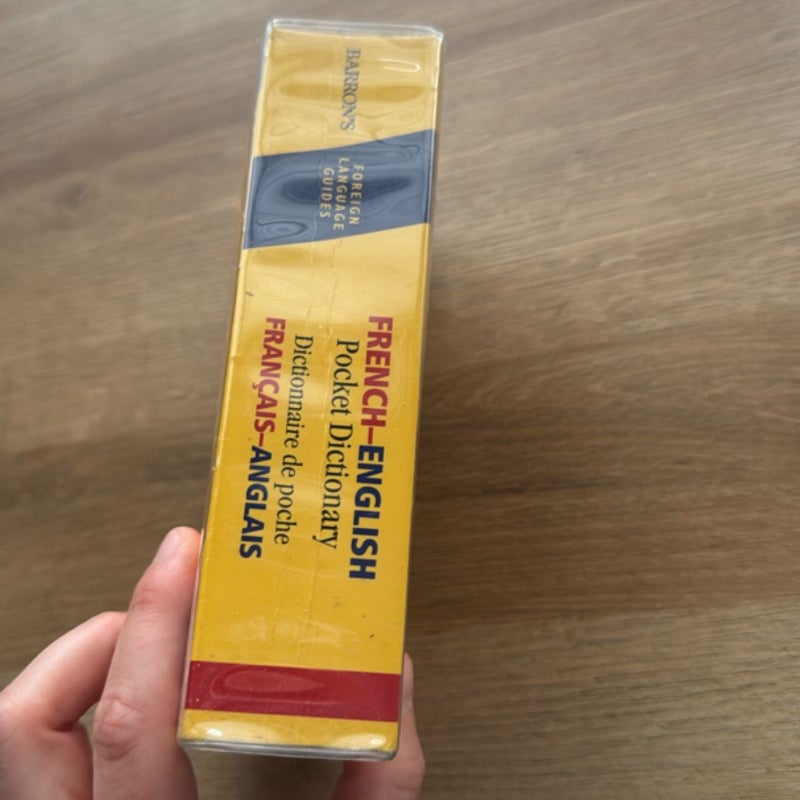 BARRON'S
FOREIGN
LANGUAGE
GUIDES
FRENCH–ENGLISH
Pocket Dictionary
Dictionnaire de poche
FRANÇAIS–ANGLAIS